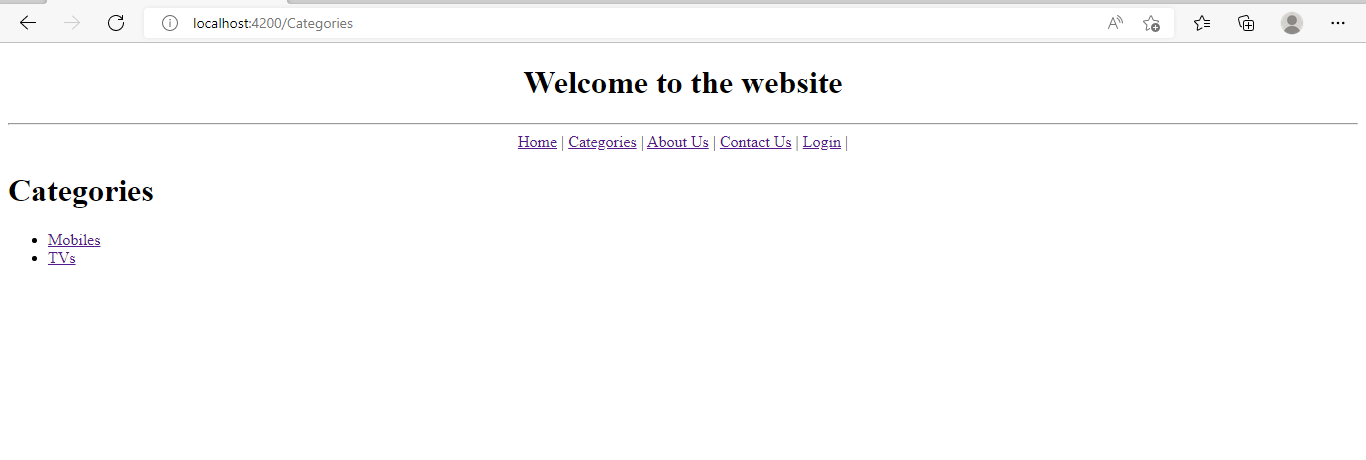 localhost:4200/Categories
Welcome to the website
Home | Categories | About Us | Contact Us | Login |
Categories
Mobiles
TVs